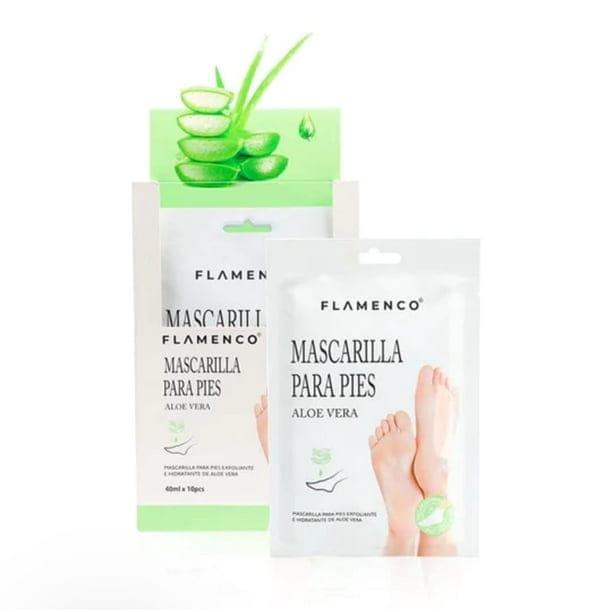 FLAMENCO
MASCARILL
FLAMENCO®
MASCARILLA
PARA PIES
ALOE VERA
MASCARILLA PARA PIES EXFOLIANTE
E HIDRATANTE DE ALOE VERA
40ml x 10pcs
FLAMENCO®
MASCARILLA
PARA PIES
ALOE VERA
MASCARILLA PARA PIES EXFOLIANTE
E HIDRATANTE DE ALOE VERA